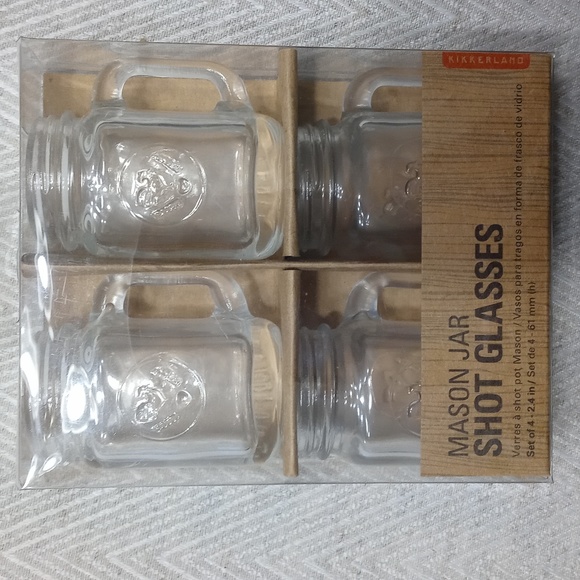 KIKKERLAND
MASON JAR
SHOT GLASSES
Verres à shot pot Mason / Vasos para tragos en forma de frasco de vidrio
Set of 4 · 2.4 in / Set de 4 · 61 mm (h)